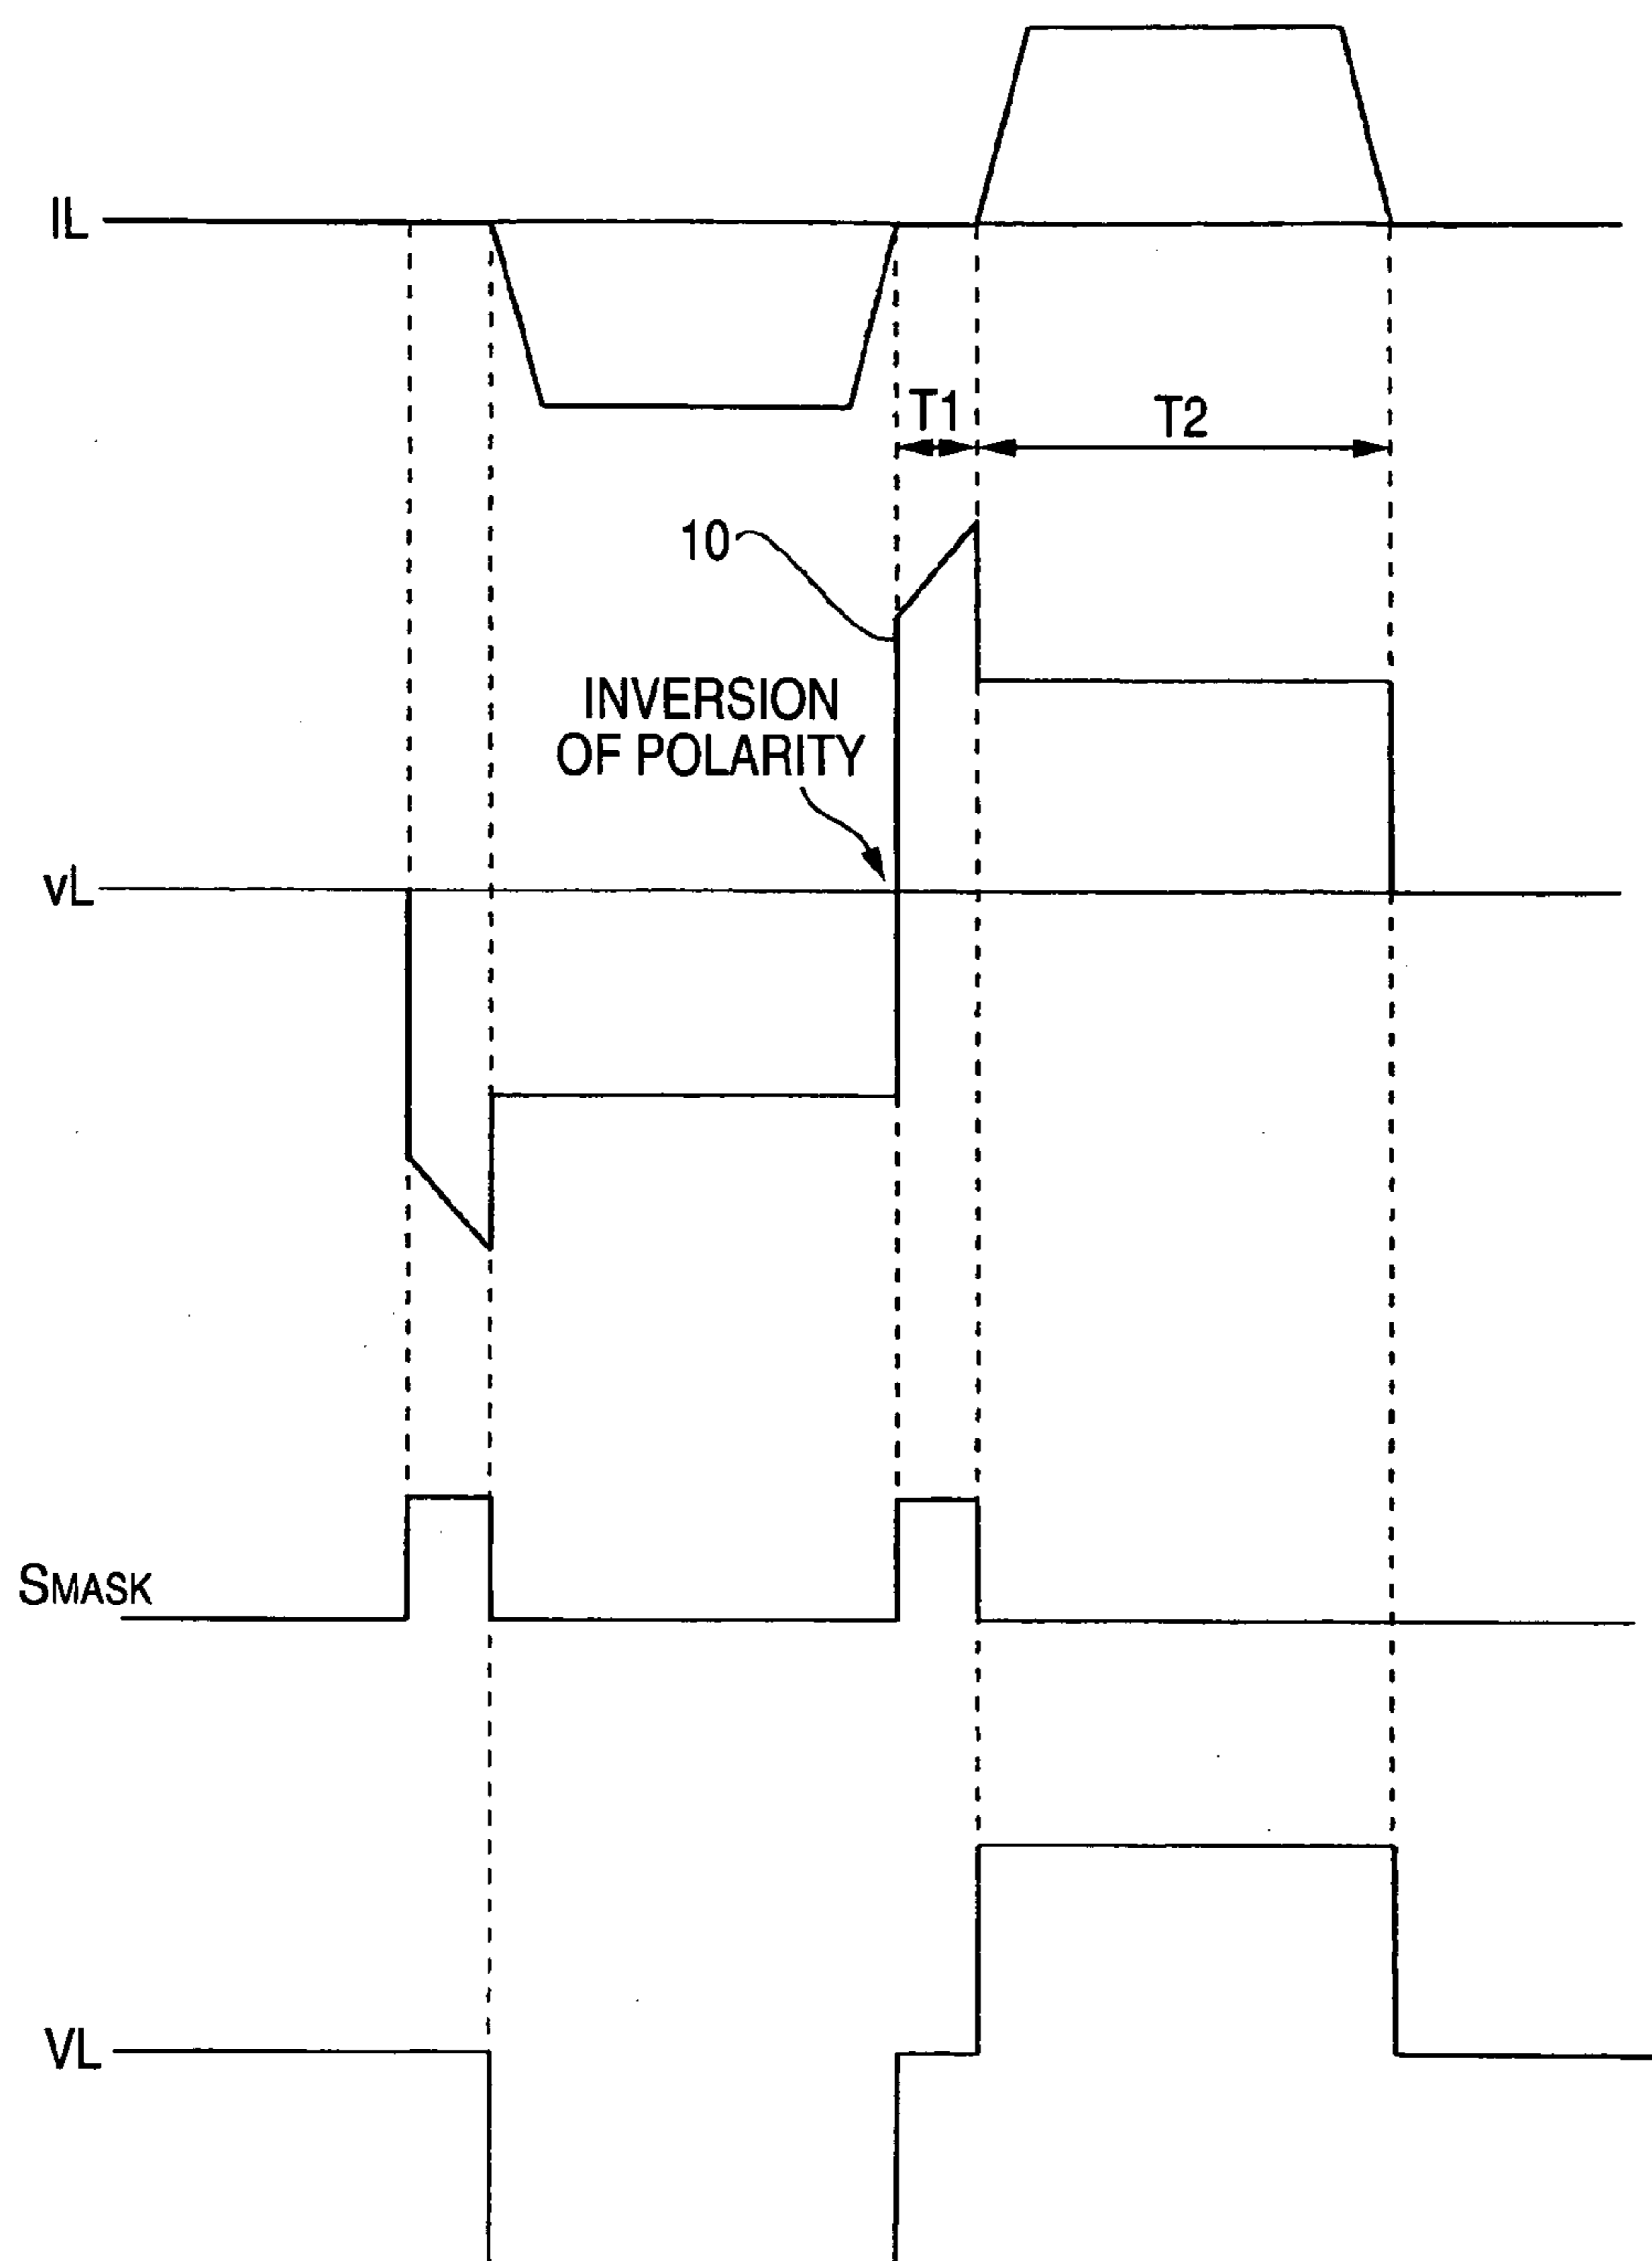 IL
T1
T2
10
INVERSION
OF POLARITY
vL
SMASK
VL